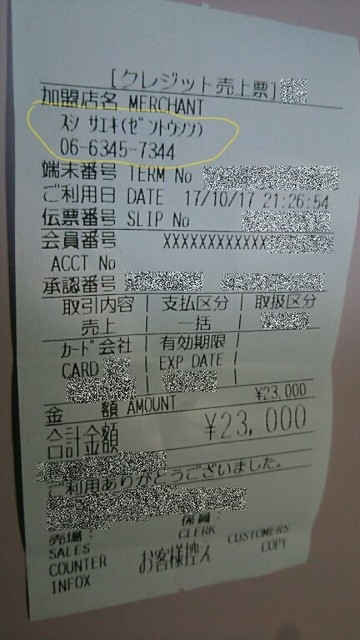 [クレジット売上票]
加盟店名 MERCHANT
スシ サエキ(ゼントウノン)
06-6345-7344
端末番号 TERM No
ご利用日 DATE 17/10/17 21:26:54
伝票番号 SLIP No
会員番号 XXXXXXXXXXXX
ACCT No
承認番号
取引内容 支払区分 取扱区分
売上 一括
カード会社 有効期限
CARD EXP DATE
¥23,000
金 額 AMOUNT
合計金額 ¥23,000
ご利用ありがとうございました。
売場: 係員:
SALES CLERK
COUNTER お客様控え CUSTOMERS COPY
INFOX